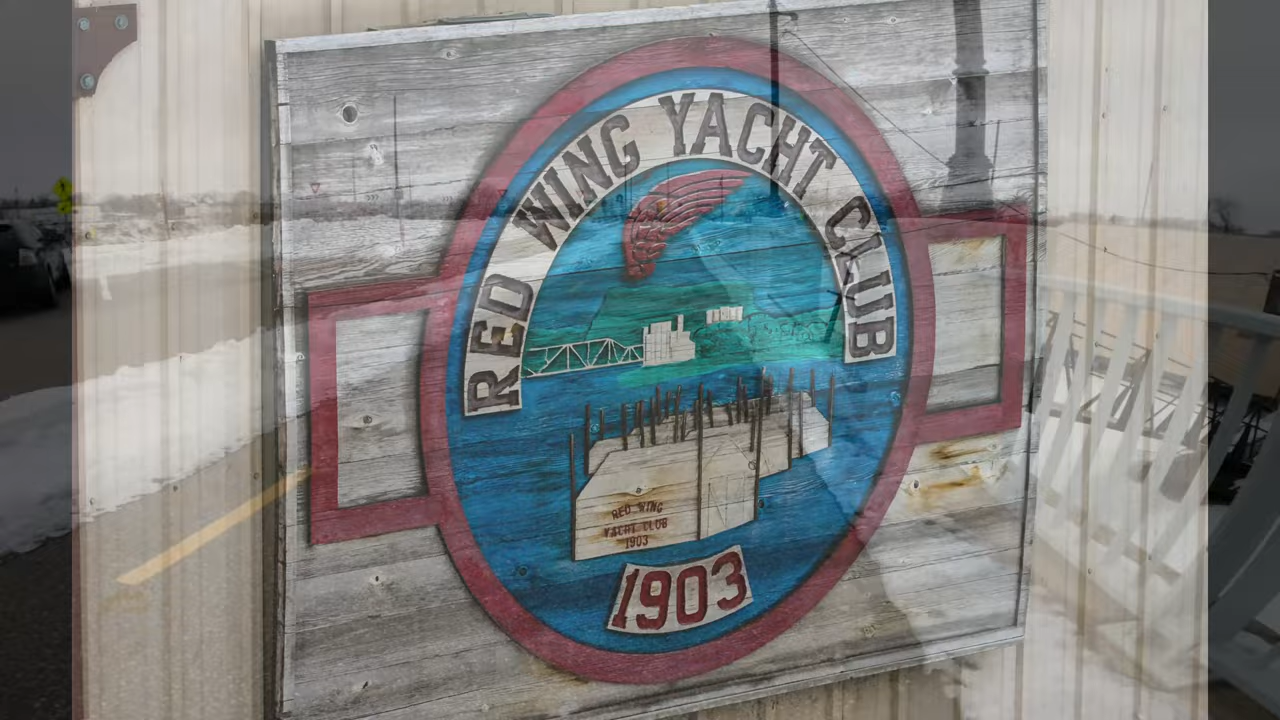 RED WING YACHT CLUB
RED WING
YACHT CLUB
1903
1903